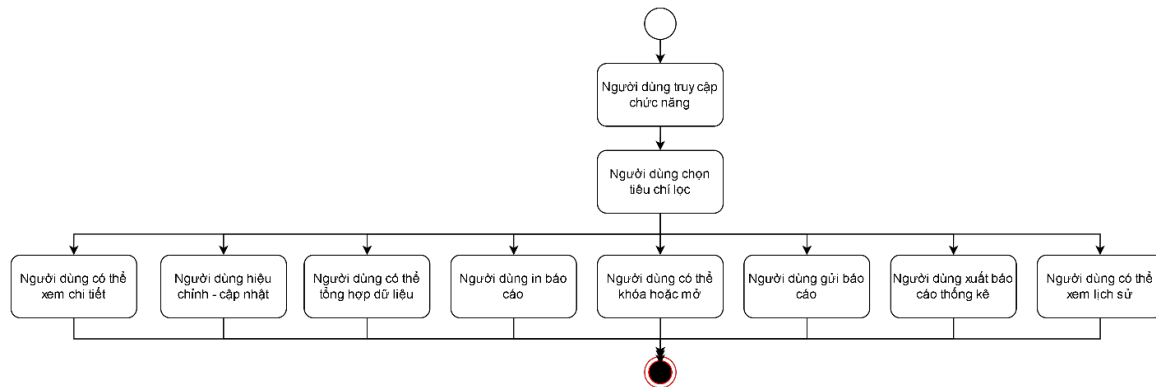 Người dùng truy cập
chức năng
Người dùng chọn
tiêu chí lọc
Người dùng có thể
xem chi tiết
Người dùng hiệu
chỉnh - cập nhật
Người dùng có thể
tổng hợp dữ liệu
Người dùng in báo
cáo
Người dùng có thể
khóa hoặc mở
Người dùng gửi báo
cáo
Người dùng xuất báo
cáo thống kê
Người dùng có thể
xem lịch sử